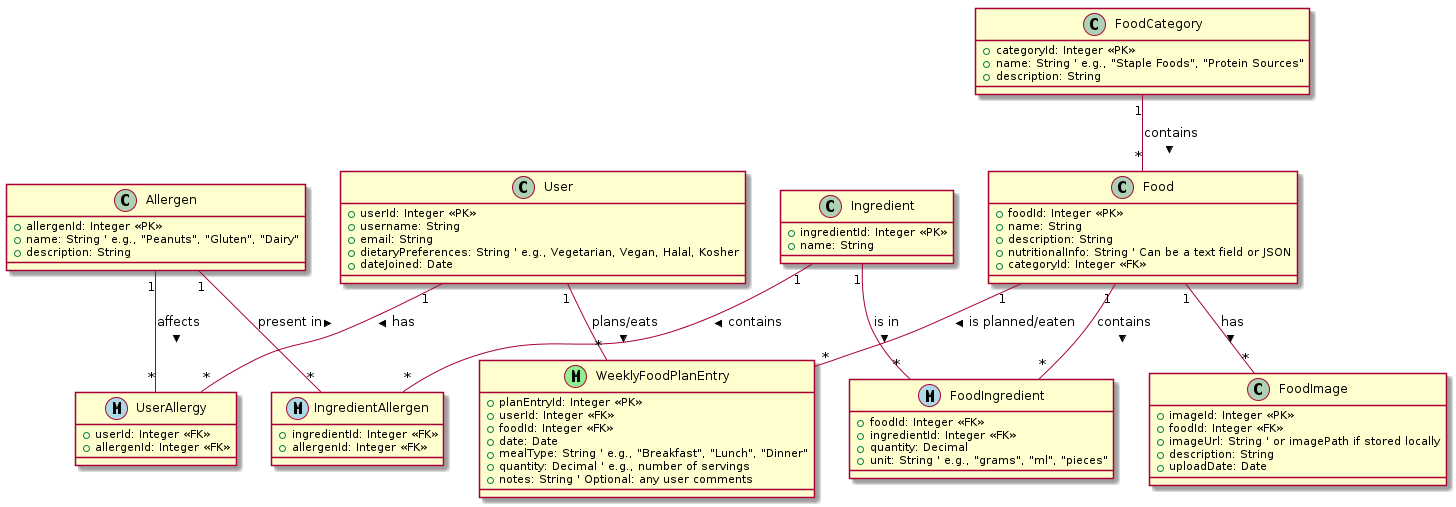 C FoodCategory
categoryId: Integer «PK»
name: String ' e.g., "Staple Foods", "Protein Sources"
description: String
1
contains
*
C Allergen
allergenId: Integer «PK»
name: String ' e.g., "Peanuts", "Gluten", "Dairy"
description: String
C User
userId: Integer «PK»
username: String
email: String
dietaryPreferences: String ' e.g., Vegetarian, Vegan, Halal, Kosher
dateJoined: Date
C Ingredient
ingredientId: Integer «PK»
name: String
C Food
foodId: Integer «PK»
name: String
description: String
nutritionalInfo: String ' Can be a text field or JSON
categoryId: Integer «FK»
1 1 1 1 1 1 1 1 1
affects present in has plans/eats contains is in is planned/eaten contains has
* * * * * * * * *
M UserAllergy
userId: Integer «FK»
allergenId: Integer «FK»
M IngredientAllergen
ingredientId: Integer «FK»
allergenId: Integer «FK»
M WeeklyFoodPlanEntry
planEntryId: Integer «PK»
userId: Integer «FK»
foodId: Integer «FK»
date: Date
mealType: String ' e.g., "Breakfast", "Lunch", "Dinner"
quantity: Decimal ' e.g., number of servings
notes: String ' Optional: any user comments
M FoodIngredient
foodId: Integer «FK»
ingredientId: Integer «FK»
quantity: Decimal
unit: String ' e.g., "grams", "ml", "pieces"
C FoodImage
imageId: Integer «PK»
foodId: Integer «FK»
imageUrl: String ' or imagePath if stored locally
description: String
uploadDate: Date